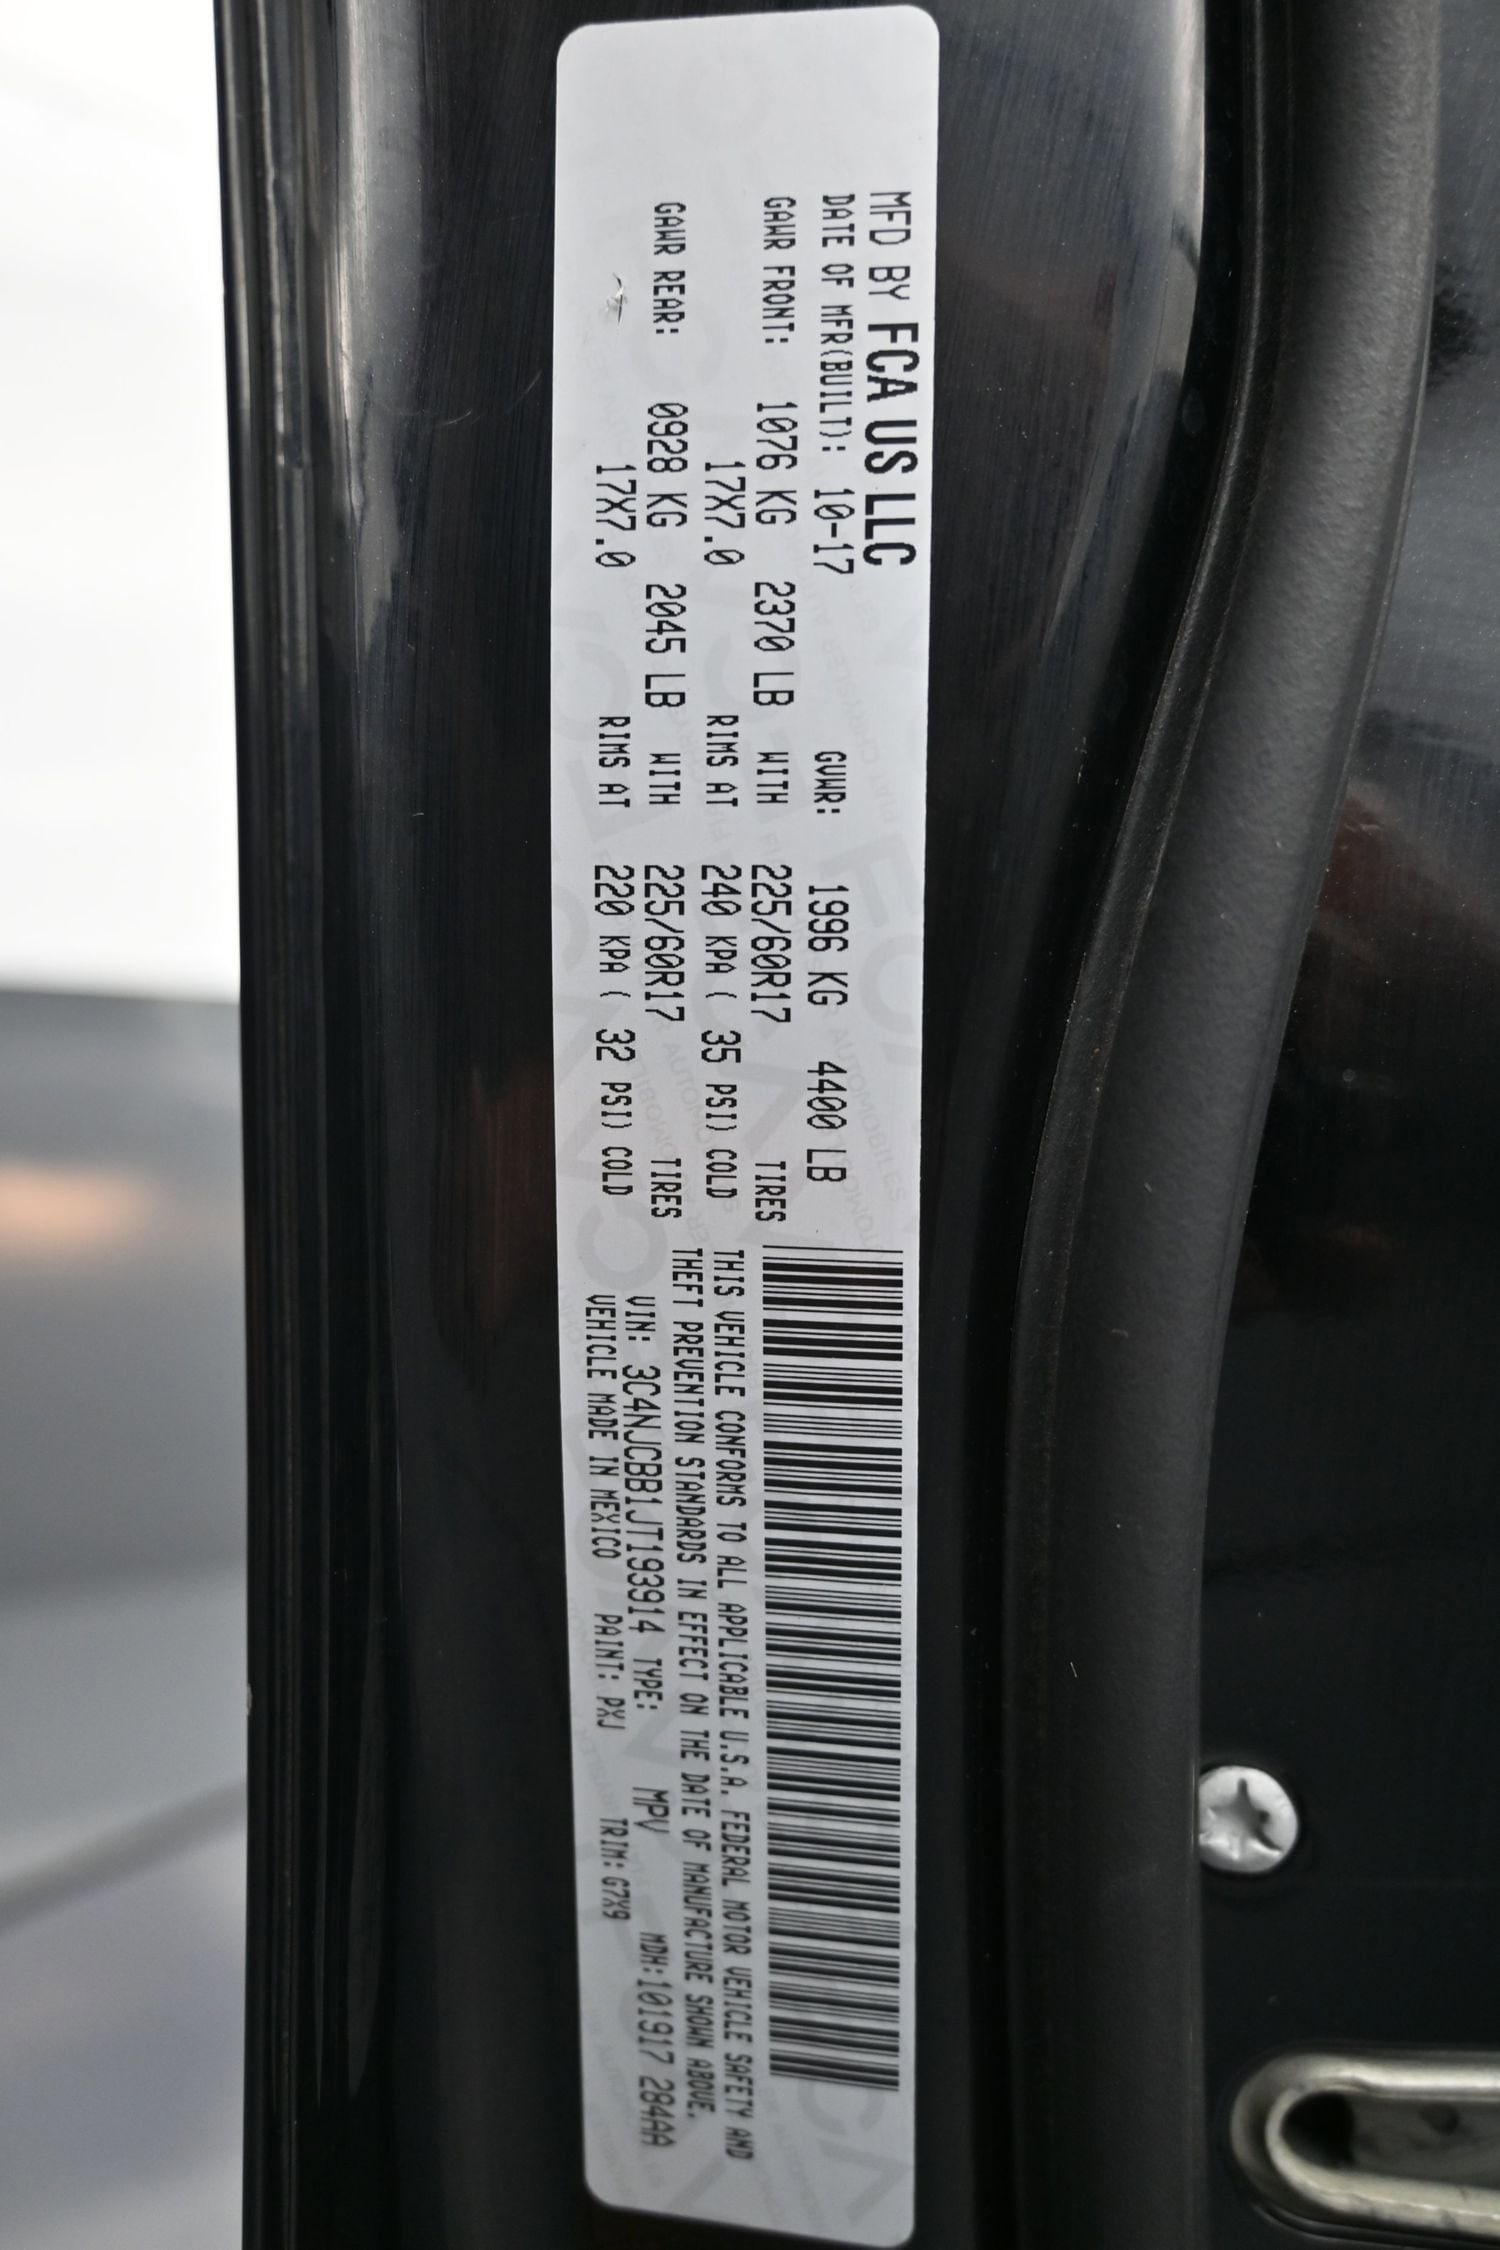 MFD BY FCA US LLC
DATE OF MFR(BUILT): 10-17 GVWR: 1996 KG 4400 LB
GAWR FRONT: 1076 KG 2370 LB WITH 225/60R17 TIRES
17X7.0 RIMS AT 240 KPA ( 35 PSI) COLD
GAWR REAR: 0928 KG 2045 LB WITH 225/60R17 TIRES
17X7.0 RIMS AT 220 KPA ( 32 PSI) COLD
THIS VEHICLE CONFORMS TO ALL APPLICABLE U.S.A. FEDERAL MOTOR VEHICLE SAFETY AND
THEFT PREVENTION STANDARDS IN EFFECT ON THE DATE OF MANUFACTURE SHOWN ABOVE.
VIN: 3C4NJCBB1JT193914 TYPE: MPV MDH:101917 284AA
VEHICLE MADE IN MEXICO PAINT: PXJ TRIM: G7X9